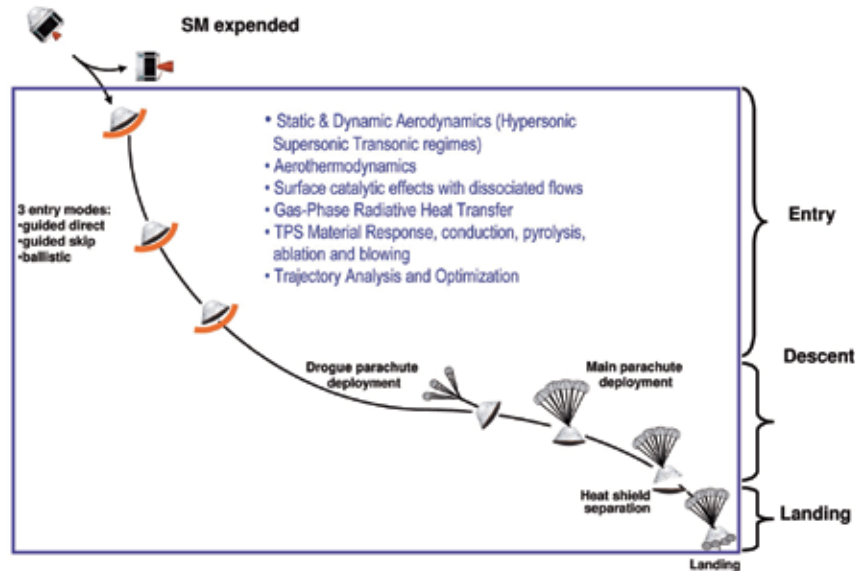 SM expended
• Static & Dynamic Aerodynamics (Hypersonic
Supersonic Transonic regimes)
• Aerothermodynamics
• Surface catalytic effects with dissociated flows
• Gas-Phase Radiative Heat Transfer
• TPS Material Response, conduction, pyrolysis,
ablation and blowing
• Trajectory Analysis and Optimization
3 entry modes:
•guided direct
•guided skip
•ballistic
Entry
Drogue parachute
deployment
Main parachute
deployment
Descent
Heat shield
separation
Landing
Landing